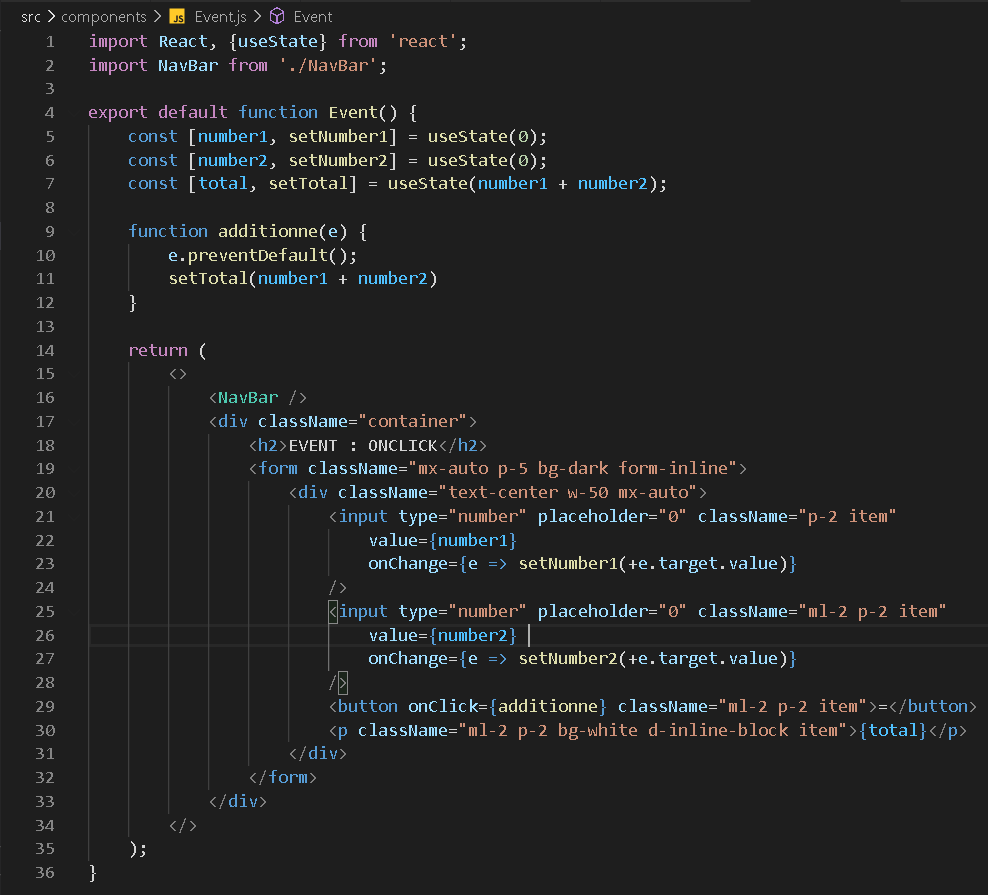 src > components > JS Event.js > Event
1 import React, {useState} from 'react';
2 import NavBar from './NavBar';
3
4 export default function Event() {
5     const [number1, setNumber1] = useState(0);
6     const [number2, setNumber2] = useState(0);
7     const [total, setTotal] = useState(number1 + number2);
8
9     function additionne(e) {
10         e.preventDefault();
11         setTotal(number1 + number2)
12     }
13
14     return (
15         <>
16             <NavBar />
17             <div className="container">
18                 <h2>EVENT : ONCLICK</h2>
19                 <form className="mx-auto p-5 bg-dark form-inline">
20                     <div className="text-center w-50 mx-auto">
21                         <input type="number" placeholder="0" className="p-2 item"
22                             value={number1}
23                             onChange={e => setNumber1(+e.target.value)}
24                         />
25                         <input type="number" placeholder="0" className="ml-2 p-2 item"
26                             value={number2}
27                             onChange={e => setNumber2(+e.target.value)}
28                         />
29                         <button onClick={additionne} className="ml-2 p-2 item">=</button>
30                         <p className="ml-2 p-2 bg-white d-inline-block item">{total}</p>
31                     </div>
32                 </form>
33             </div>
34         </>
35     );
36 }